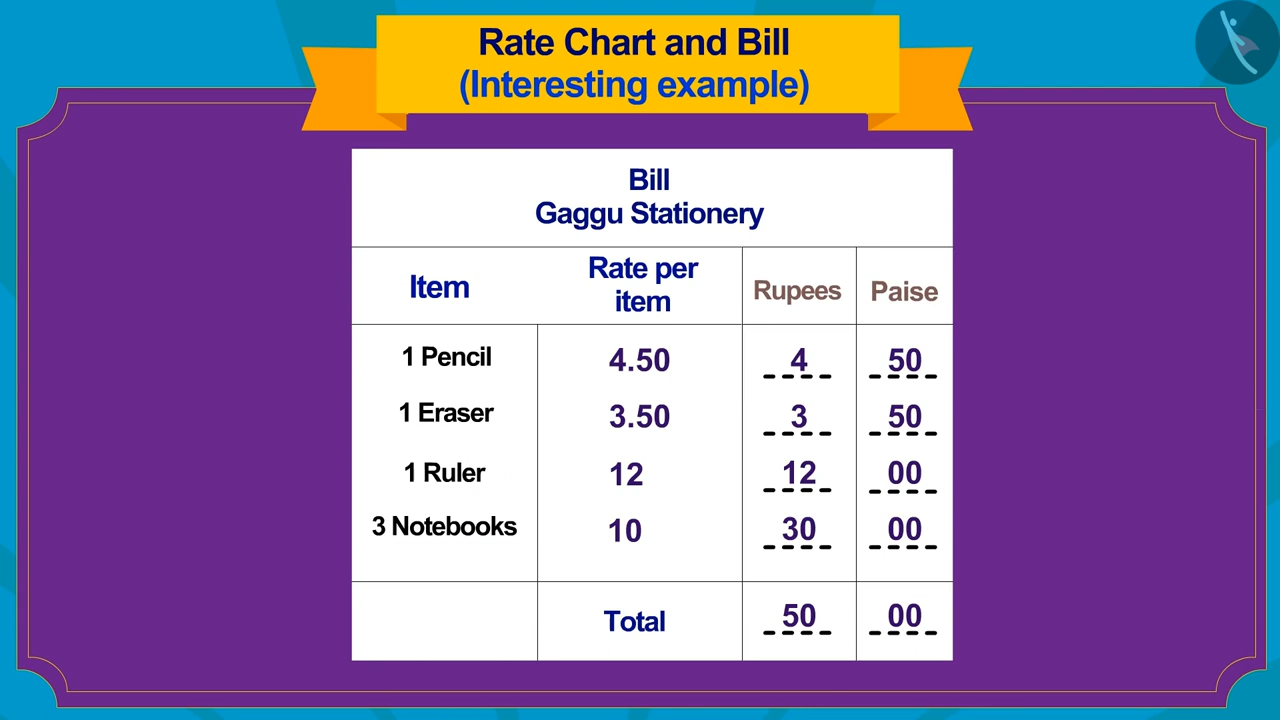 Rate Chart and Bill
(Interesting example)
Bill
Gaggu Stationery
Item Rate per item Rupees Paise
1 Pencil 4.50 4 50
1 Eraser 3.50 3 50
1 Ruler 12 12 00
3 Notebooks 10 30 00
Total 50 00